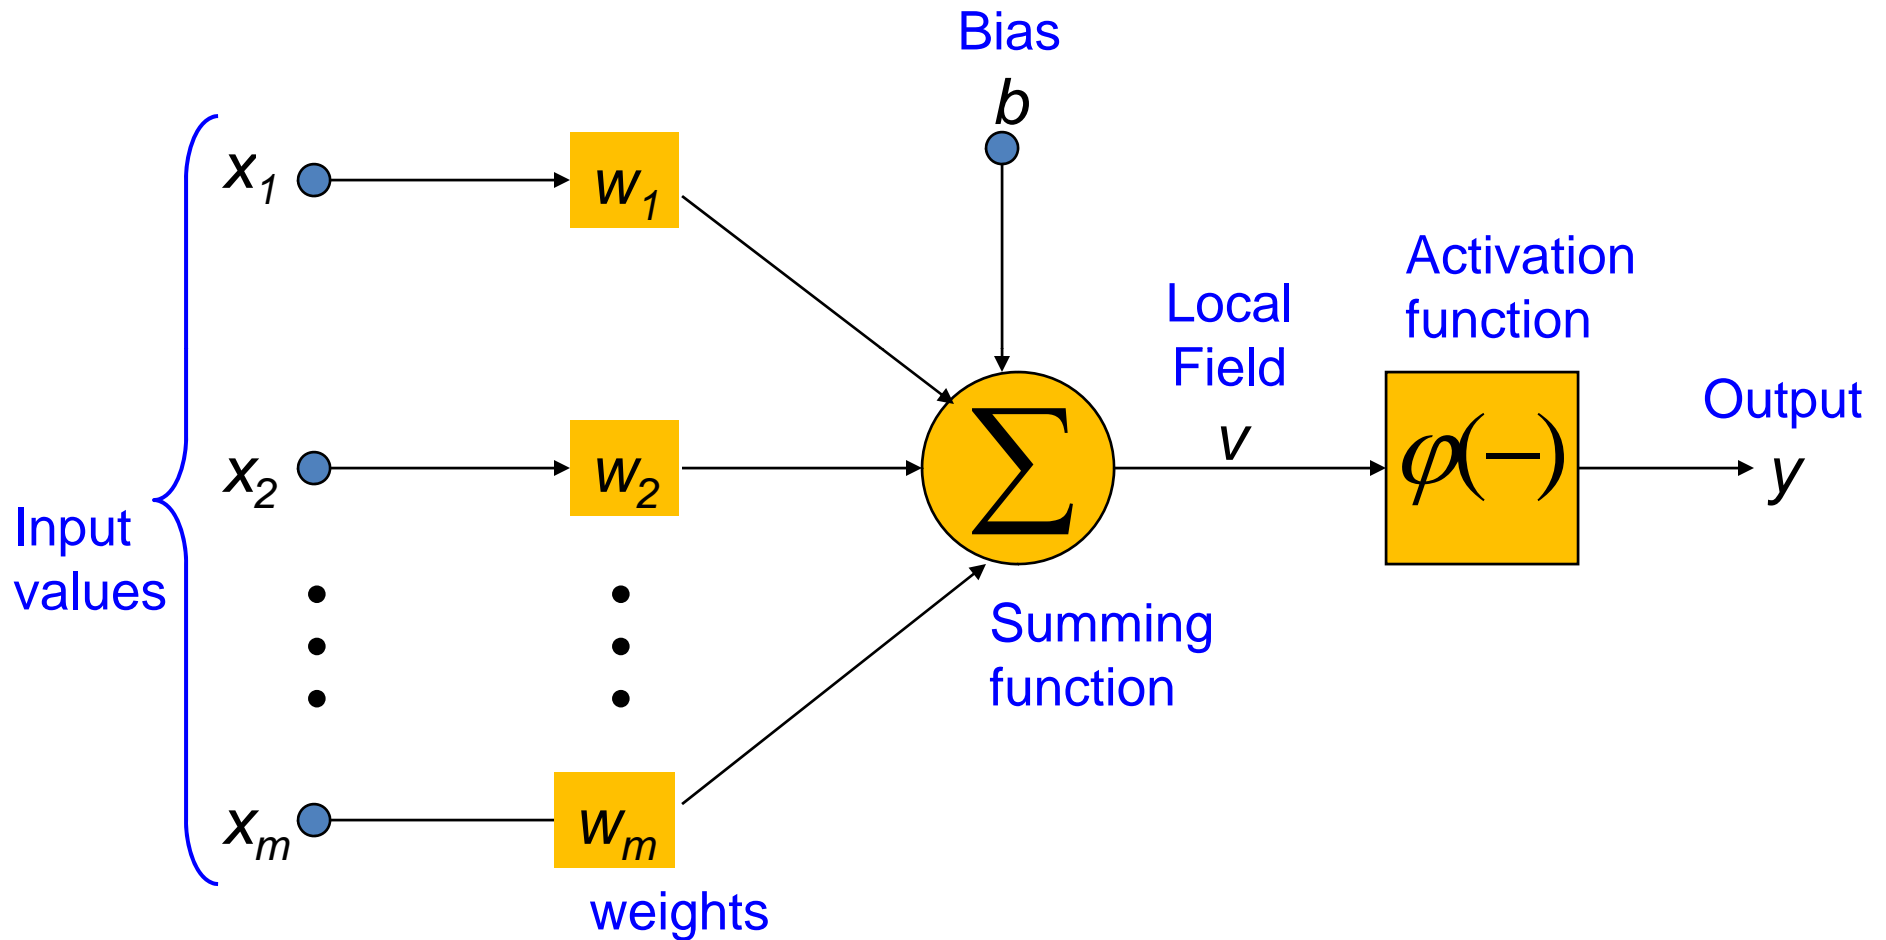 Bias
b
x1
w1
Activation
function
Local
Field
Σ
v
φ(−)
Output
y
x2
w2
Input
values
Summing
function
xm
wm
weights